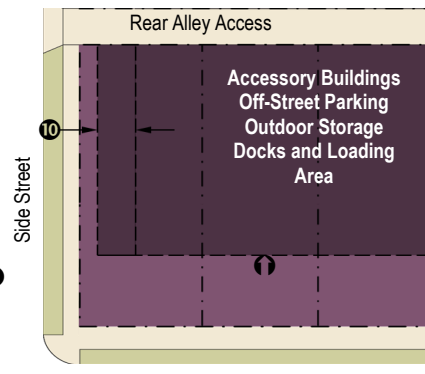 Rear Alley Access
Accessory Buildings
Off-Street Parking
Outdoor Storage
Docks and Loading
Area
10
Side Street